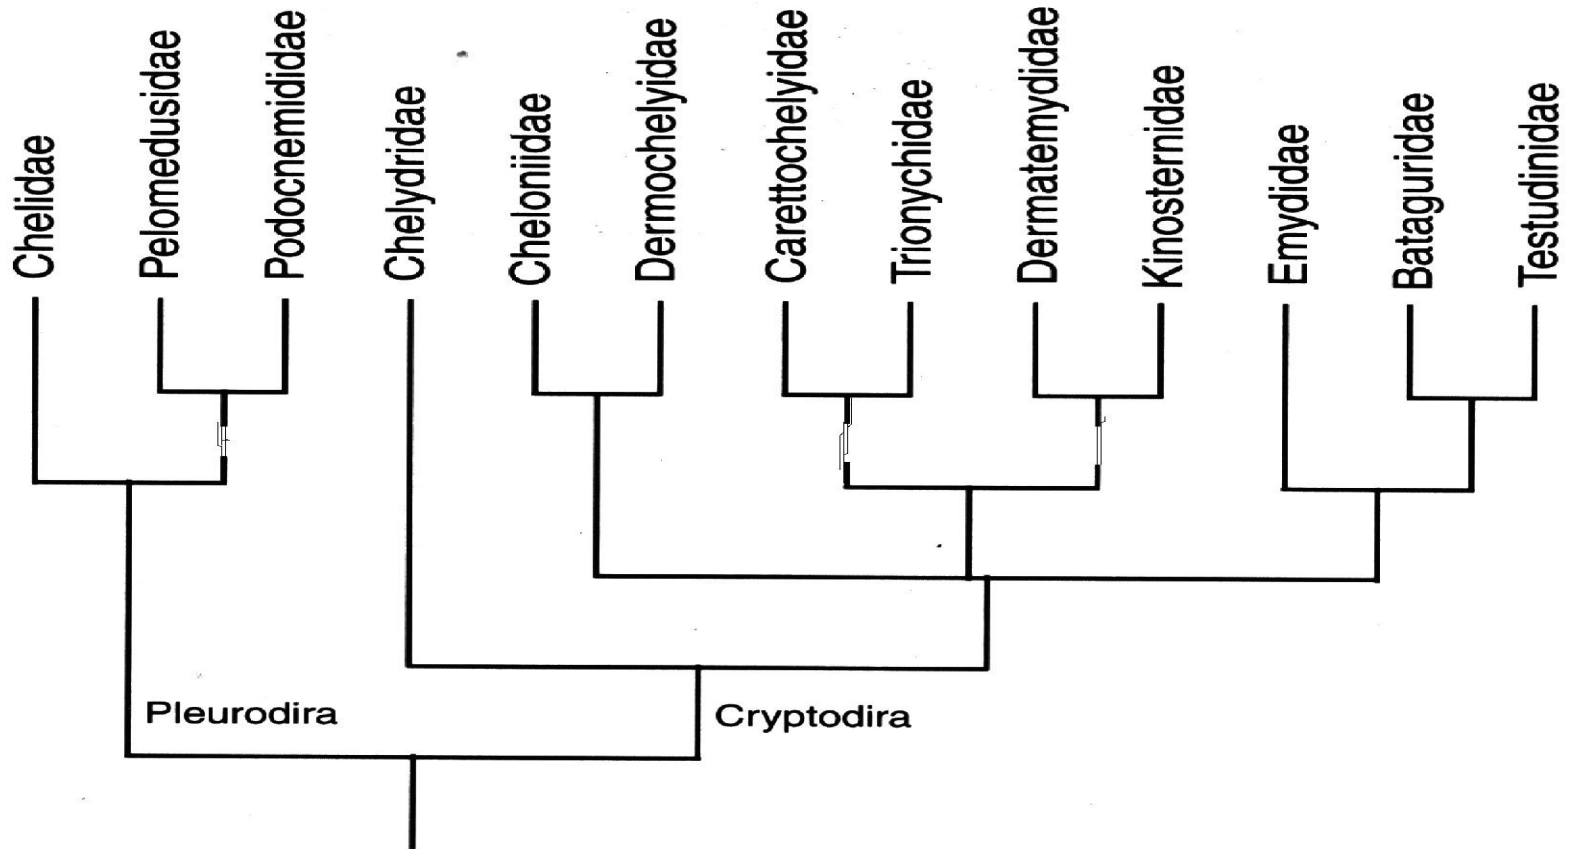 Chelidae
Pelomedusidae
Podocnemididae
Chelydridae
Cheloniidae
Dermochelyidae
Carettochelyidae
Trionychidae
Dermatemydidae
Kinosternidae
Emydidae
Bataguridae
Testudinidae
Pleurodira
Cryptodira